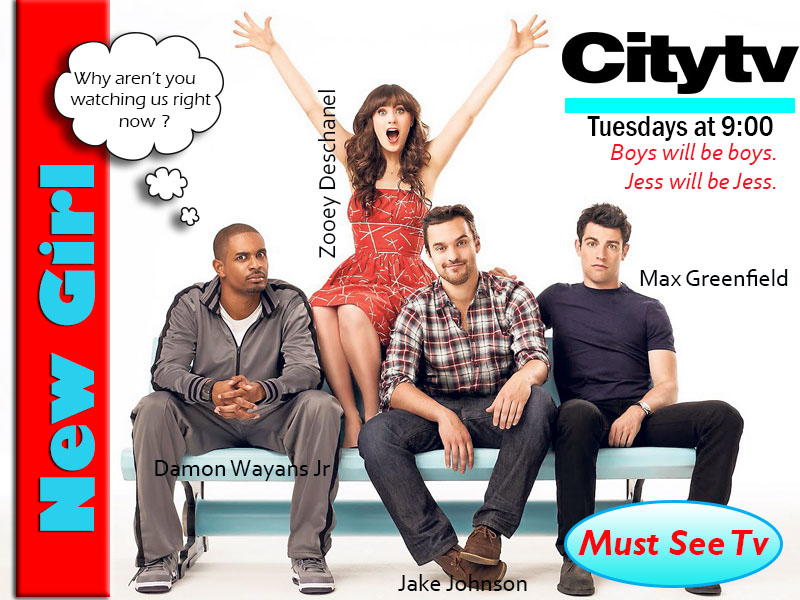 New Girl
Why aren't you
watching us right
now ?
Citytv
Tuesdays at 9:00
Boys will be boys.
Jess will be Jess.
Zooey Deschanel
Max Greenfield
Damon Wayans Jr
Jake Johnson
Must See Tv